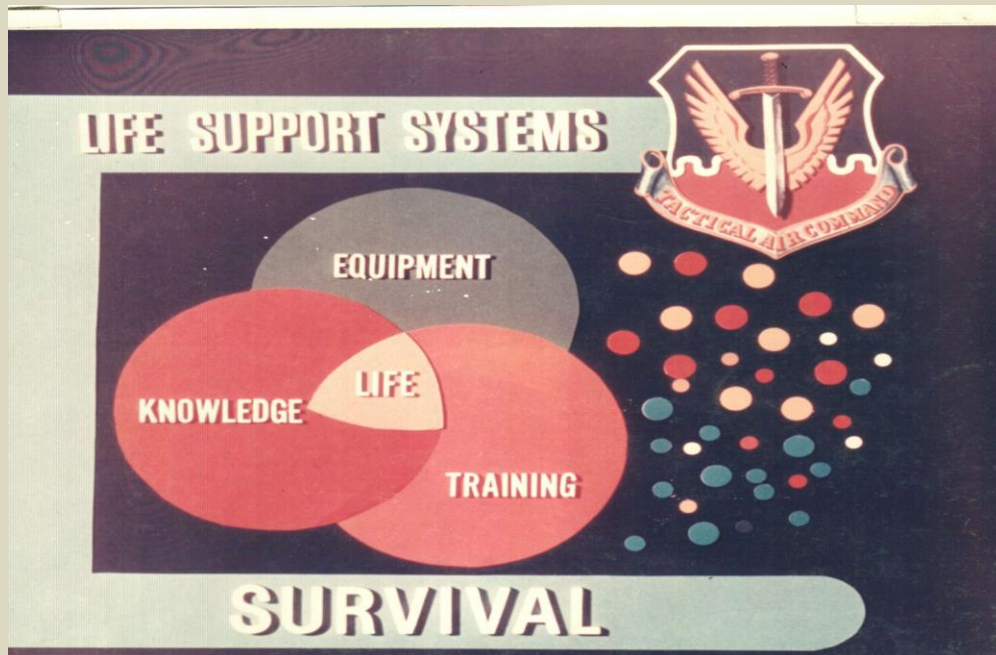 LIFE SUPPORT SYSTEMS
TACTICAL AIR COMMAND
EQUIPMENT
LIFE
KNOWLEDGE
TRAINING
SURVIVAL